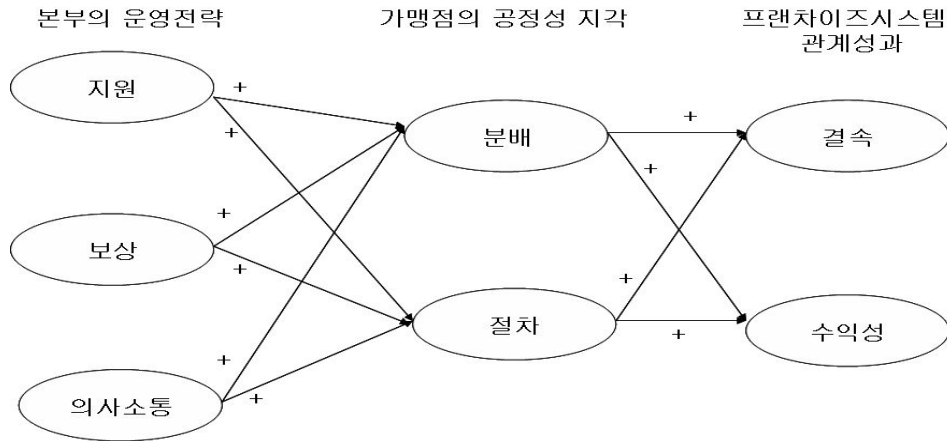 본부의 운영전략
가맹점의 공정성 지각
프랜차이즈시스템
관계성과
지원
+
+
분배
+
+
결속
보상
+
+
의사소통
+
+
절차
+
+
수익성